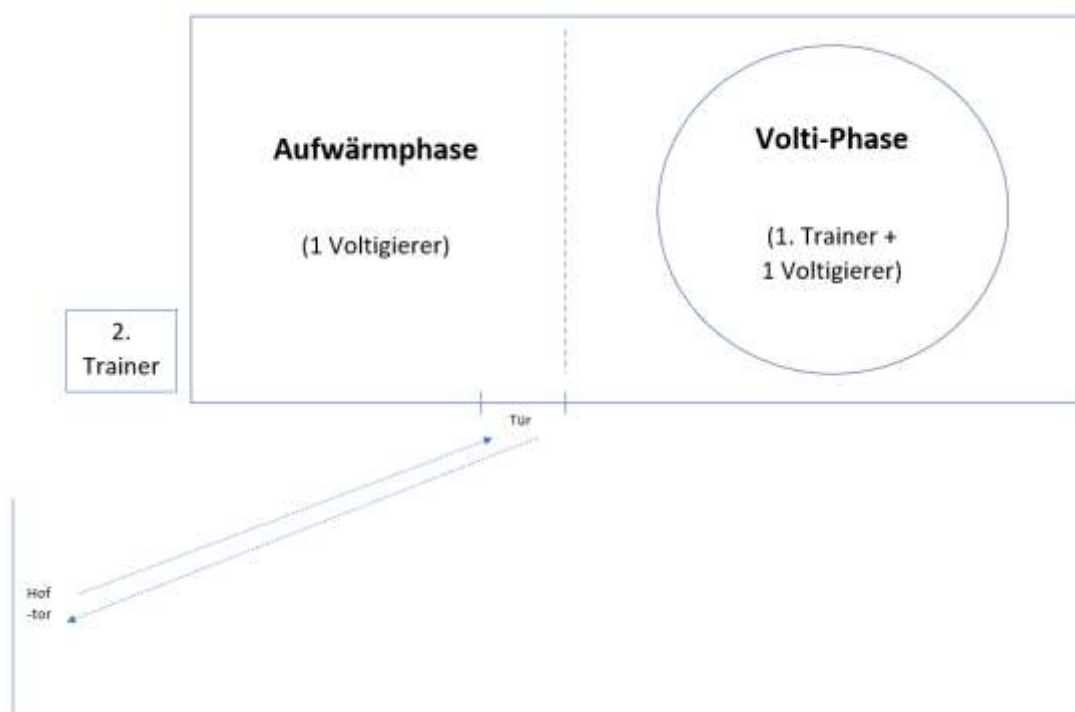 Aufwärmphase
(1 Voltigierer)
Volti-Phase
(1. Trainer +
1 Voltigierer)
2.
Trainer
Tür
Hof
-tor